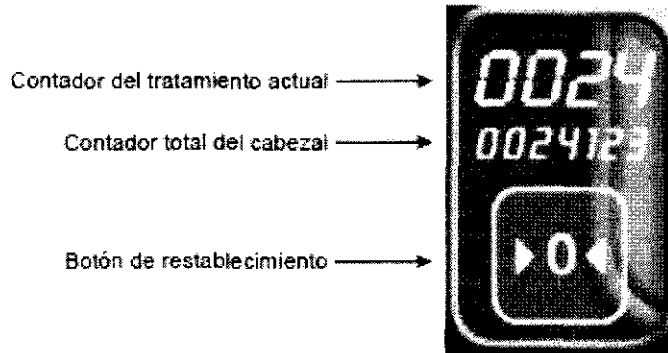 Contador del tratamiento actual
0024
Contador total del cabezal
0024123
Botón de restablecimiento
0